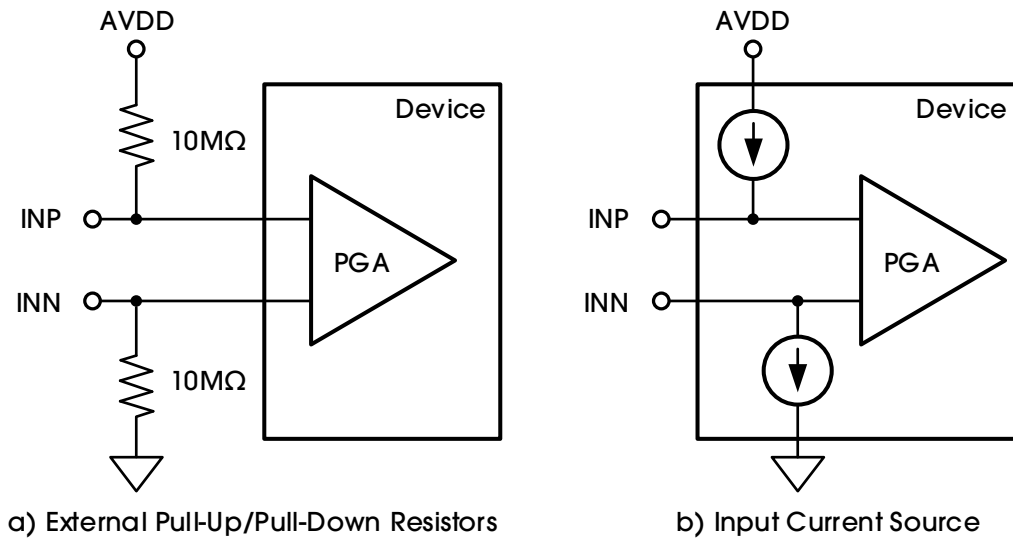 AVDD
Device
10MΩ
INP
PGA
INN
10MΩ
a) External Pull-Up/Pull-Down Resistors
AVDD
Device
INP
PGA
INN
b) Input Current Source